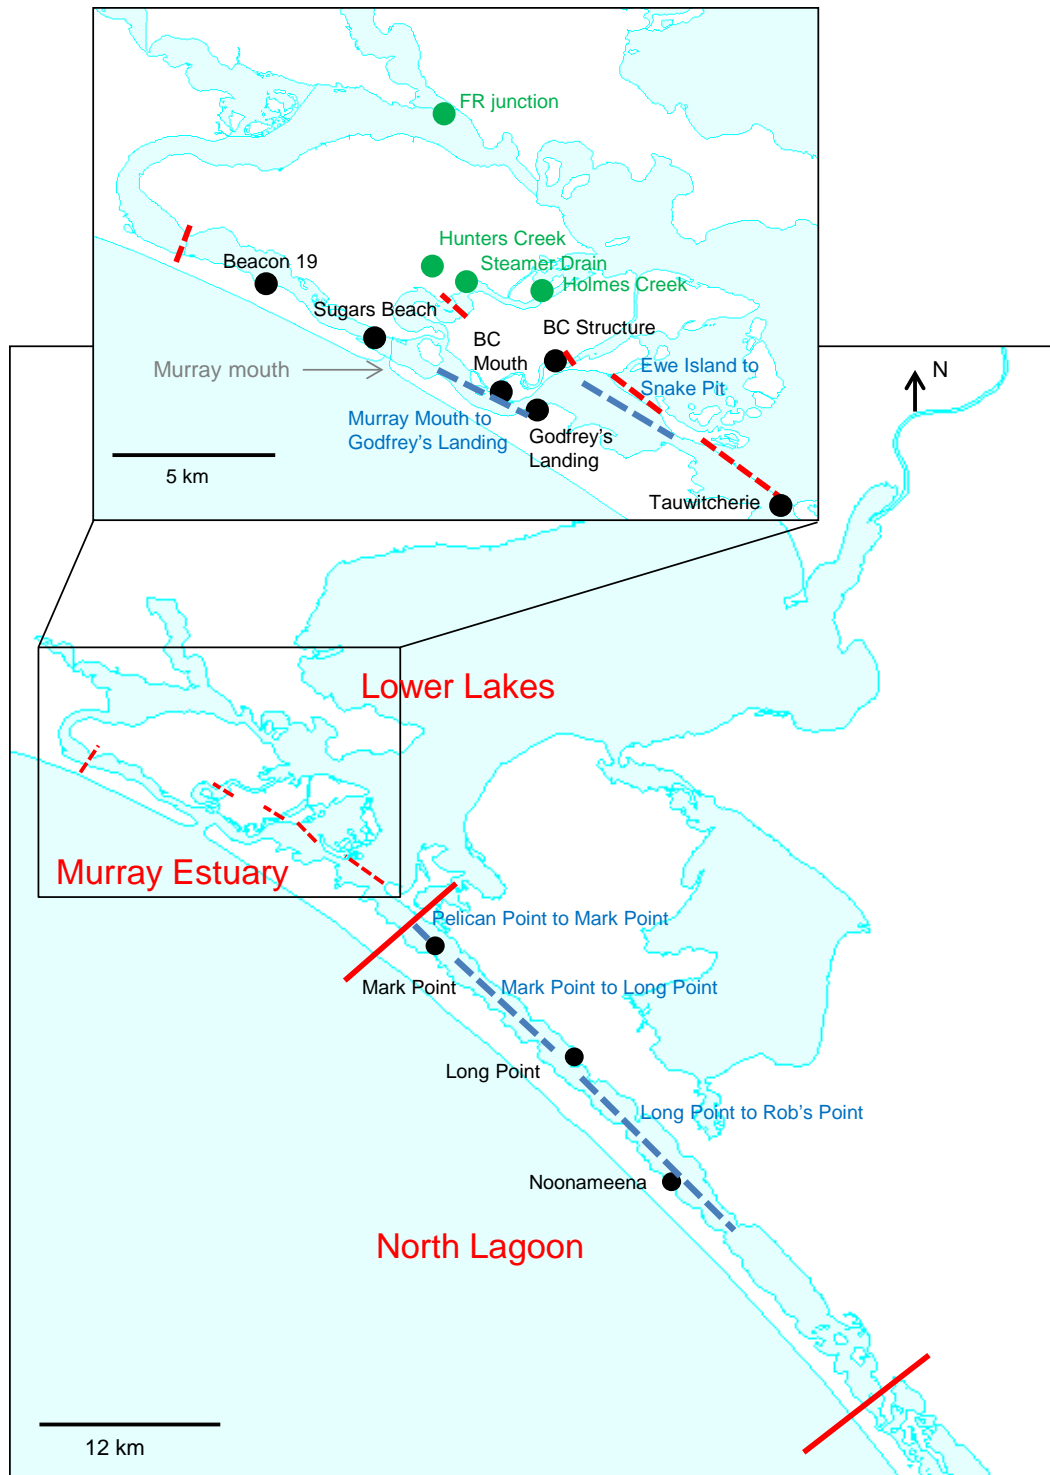 FR junction
Hunters Creek
Steamer Drain
Beacon 19
Holmes Creek
Sugars Beach
BC Structure
BC
Mouth
Murray mouth
Ewe Island to
Snake Pit
N
Murray Mouth to
Godfrey's Landing
Godfrey's
Landing
5 km
Tauwitcherie
Lower Lakes
Murray Estuary
Pelican Point to Mark Point
Mark Point
Mark Point to Long Point
Long Point
Long Point to Rob's Point
Noonameena
North Lagoon
12 km